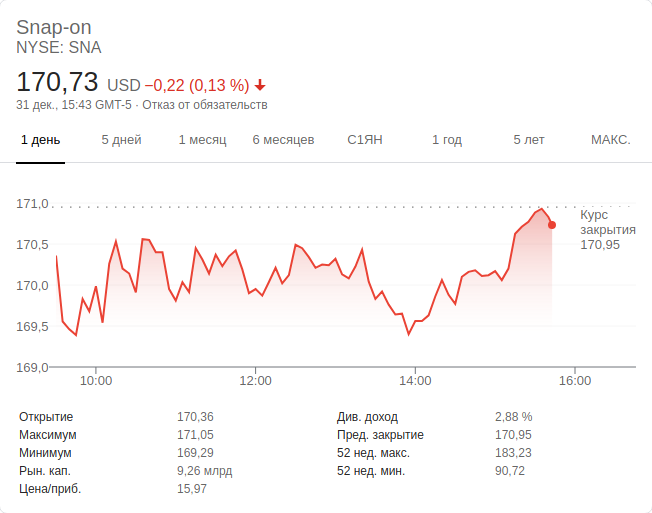 Snap-on
NYSE: SNA
170,73 USD −0,22 (0,13 %)
31 дек., 15:43 GMT-5 · Отказ от обязательств
1 день 5 дней 1 месяц 6 месяцев С1ЯН 1 год 5 лет МАКС.
171,0
170,5
170,0
169,5
169,0
Курс
закрытия
170,95
10:00 12:00 14:00 16:00
Открытие 170,36 Див. доход 2,88 %
Максимум 171,05 Пред. закрытие 170,95
Минимум 169,29 52 нед. макс. 183,23
Рын. кап. 9,26 млрд 52 нед. мин. 90,72
Цена/приб. 15,97